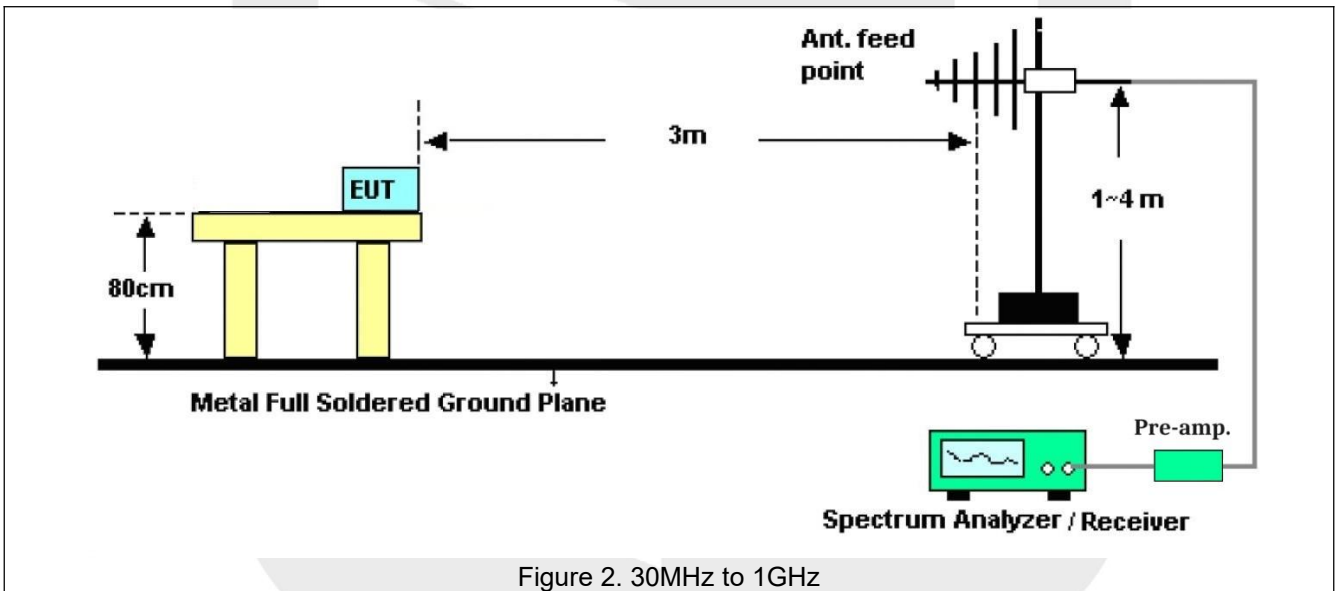 Ant. feed
point
3m
EUT
1~4 m
80cm
Metal Full Soldered Ground Plane
Pre-amp.
Spectrum Analyzer / Receiver
Figure 2. 30MHz to 1GHz